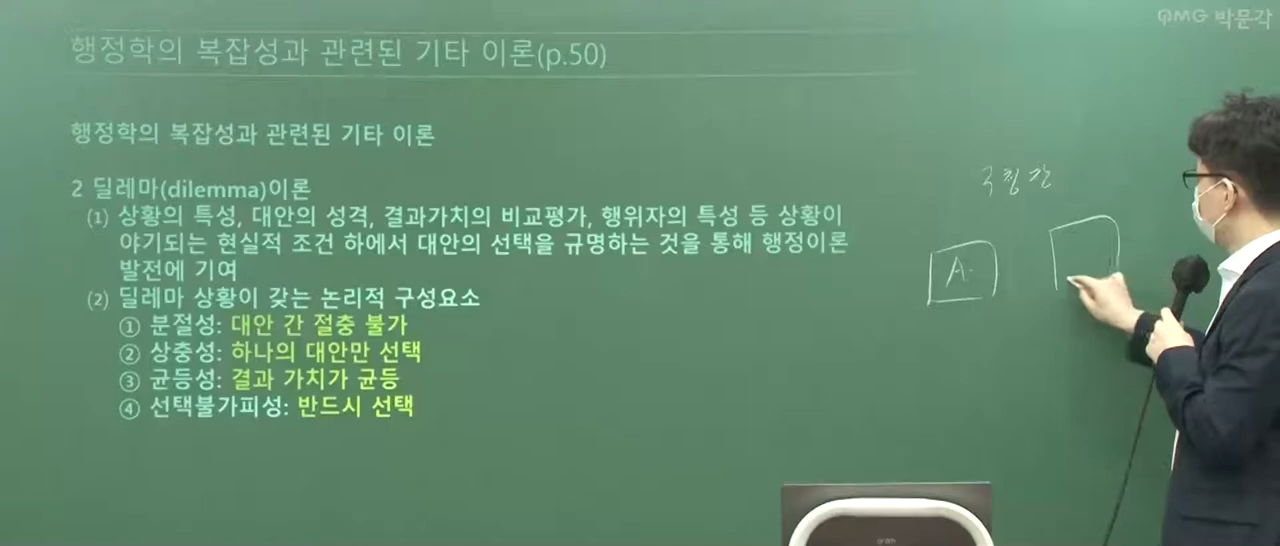 PMG 박문각
행정학의 복잡성과 관련된 기타 이론(p.50)
행정학의 복잡성과 관련된 기타 이론
2 딜레마(dilemma)이론
(1) 상황의 특성, 대안의 성격, 결과가치의 비교평가, 행위자의 특성 등 상황이
야기되는 현실적 조건 하에서 대안의 선택을 규명하는 것을 통해 행정이론
발전에 기여
(2) 딜레마 상황이 갖는 논리적 구성요소
① 분절성: 대안 간 절충 불가
② 상충성: 하나의 대안만 선택
③ 균등성: 결과 가치가 균등
④ 선택불가피성: 반드시 선택
A
gram